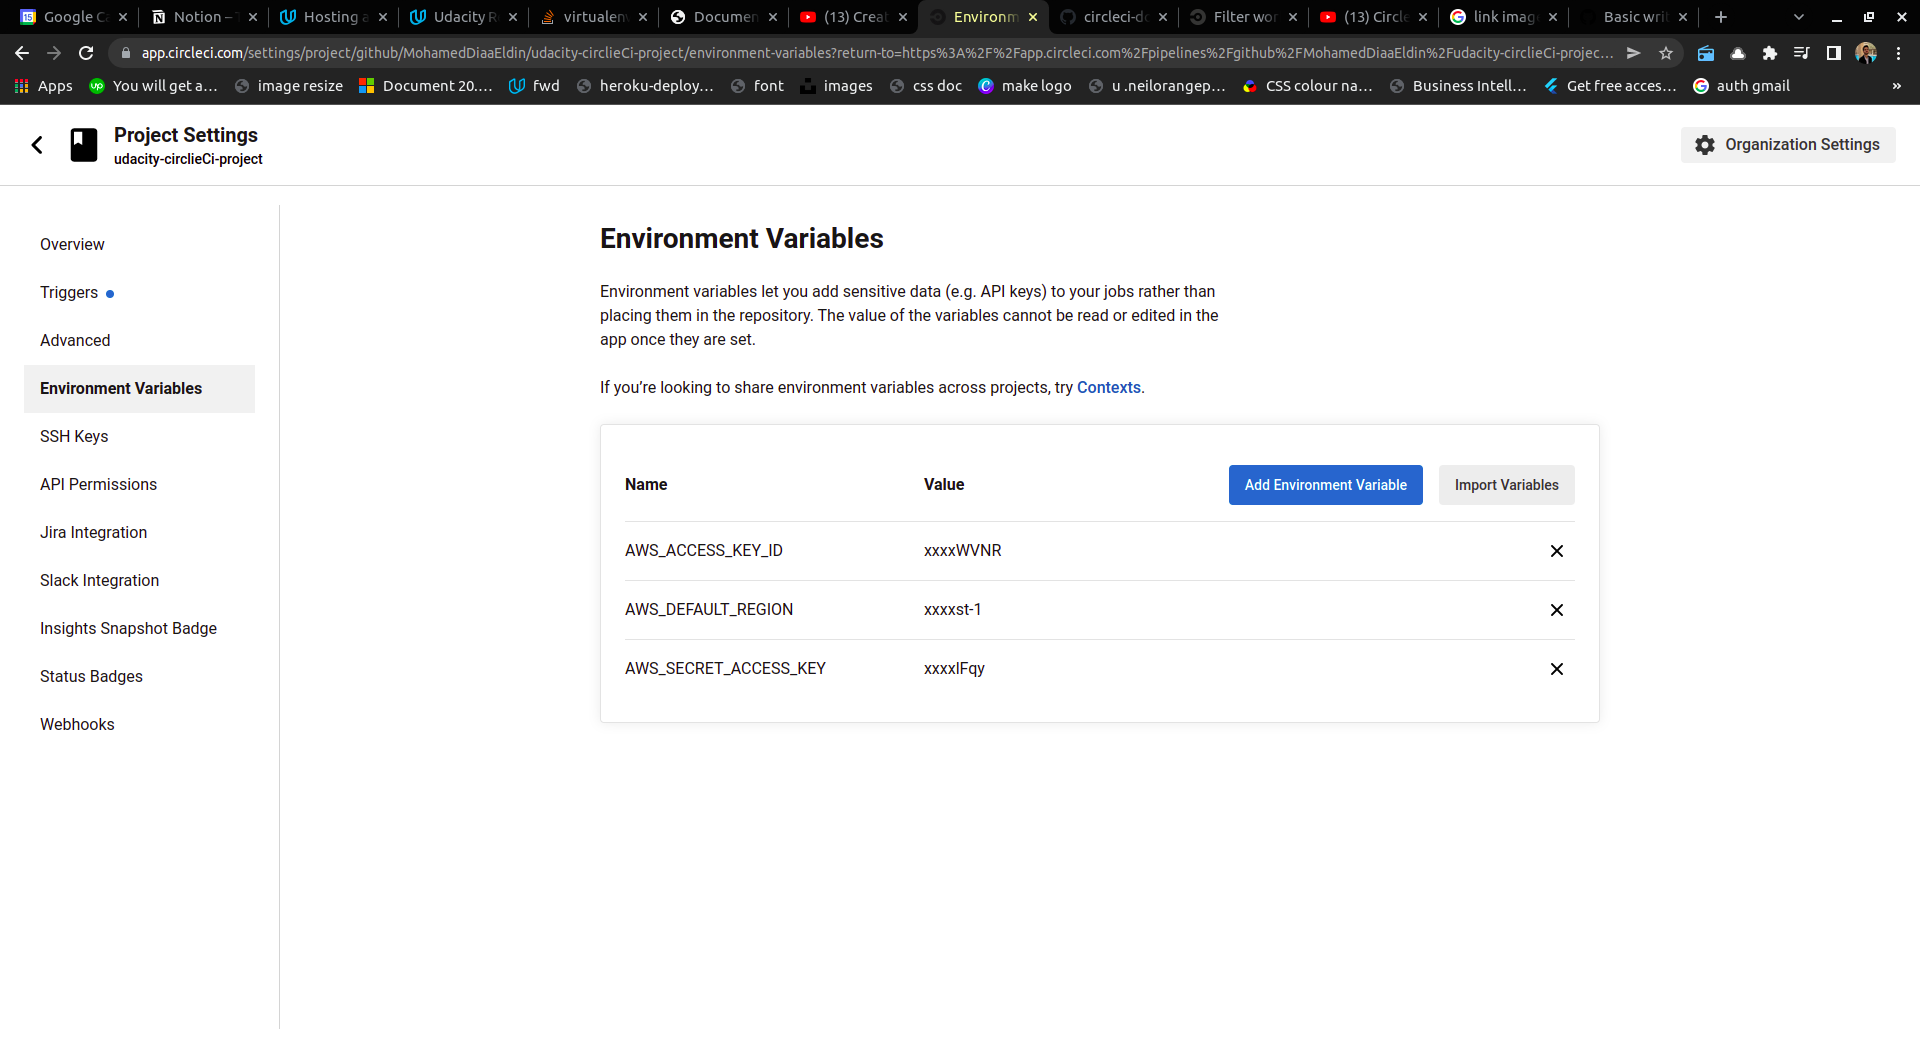 Google C
Notion –
Hosting a
Udacity R
virtualen
Documen
(13) Creat
Environm
circleci-d
Filter wor
(13) Circle
link imag
Basic writ
app.circleci.com/settings/project/github/MohamedDiaaEldin/udacity-circlieCi-project/environment-variables?return-to=https%3A%2F%2Fapp.circleci.com%2Fpipelines%2Fgithub%2FMohamedDiaaEldin%2Fudacity-circlieCi-projec...
Apps
You will get a...
image resize
Document 20....
fwd
heroku-deploy...
font
images
css doc
make logo
u .neilorangep...
CSS colour na...
Business Intell...
Get free acces...
auth gmail
»
Project Settings
udacity-circlieCi-project
Organization Settings
Overview
Triggers
Advanced
Environment Variables
SSH Keys
API Permissions
Jira Integration
Slack Integration
Insights Snapshot Badge
Status Badges
Webhooks
Environment Variables
Environment variables let you add sensitive data (e.g. API keys) to your jobs rather than
placing them in the repository. The value of the variables cannot be read or edited in the
app once they are set.
If you’re looking to share environment variables across projects, try Contexts.
Name Value Add Environment Variable Import Variables
AWS_ACCESS_KEY_ID xxxxWVNR
AWS_DEFAULT_REGION xxxxst-1
AWS_SECRET_ACCESS_KEY xxxxlFqy